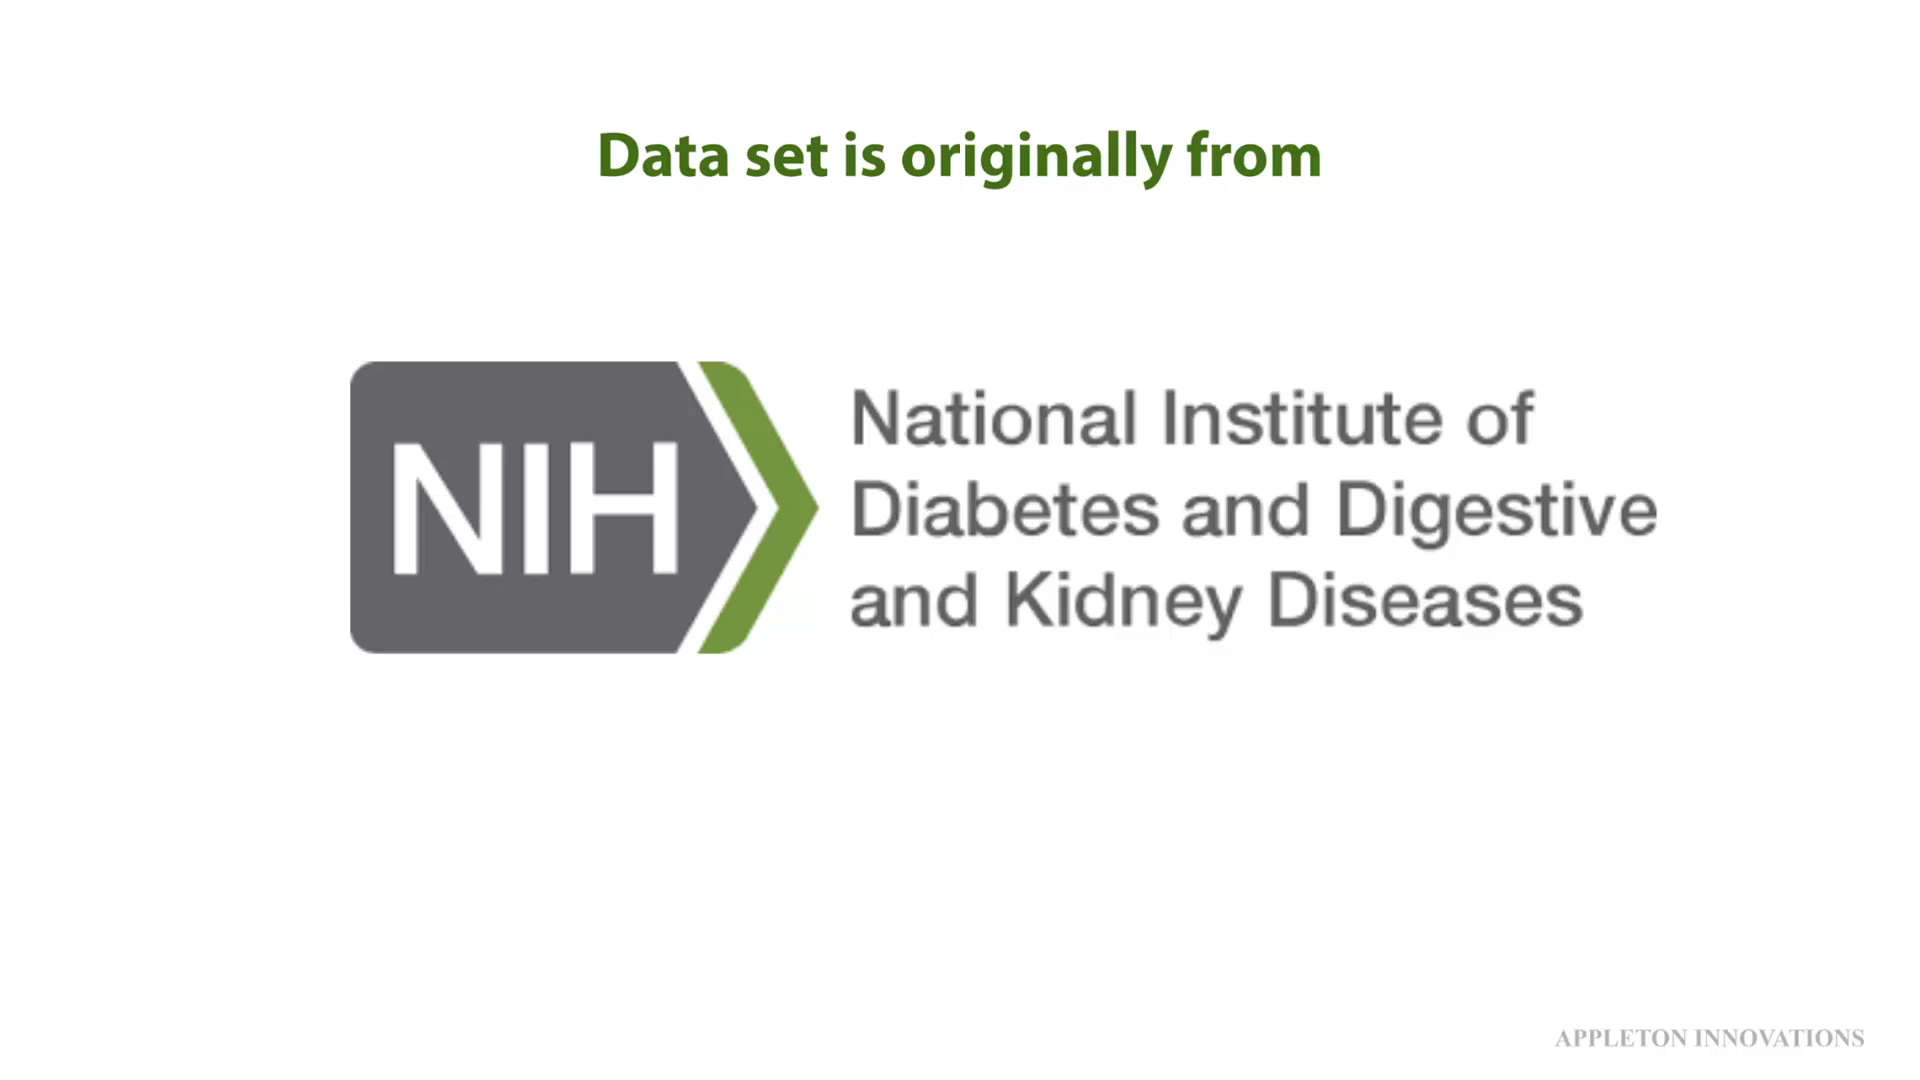 Data set is originally from
NIH
National Institute of
Diabetes and Digestive
and Kidney Diseases
APPLETON INNOVATIONS